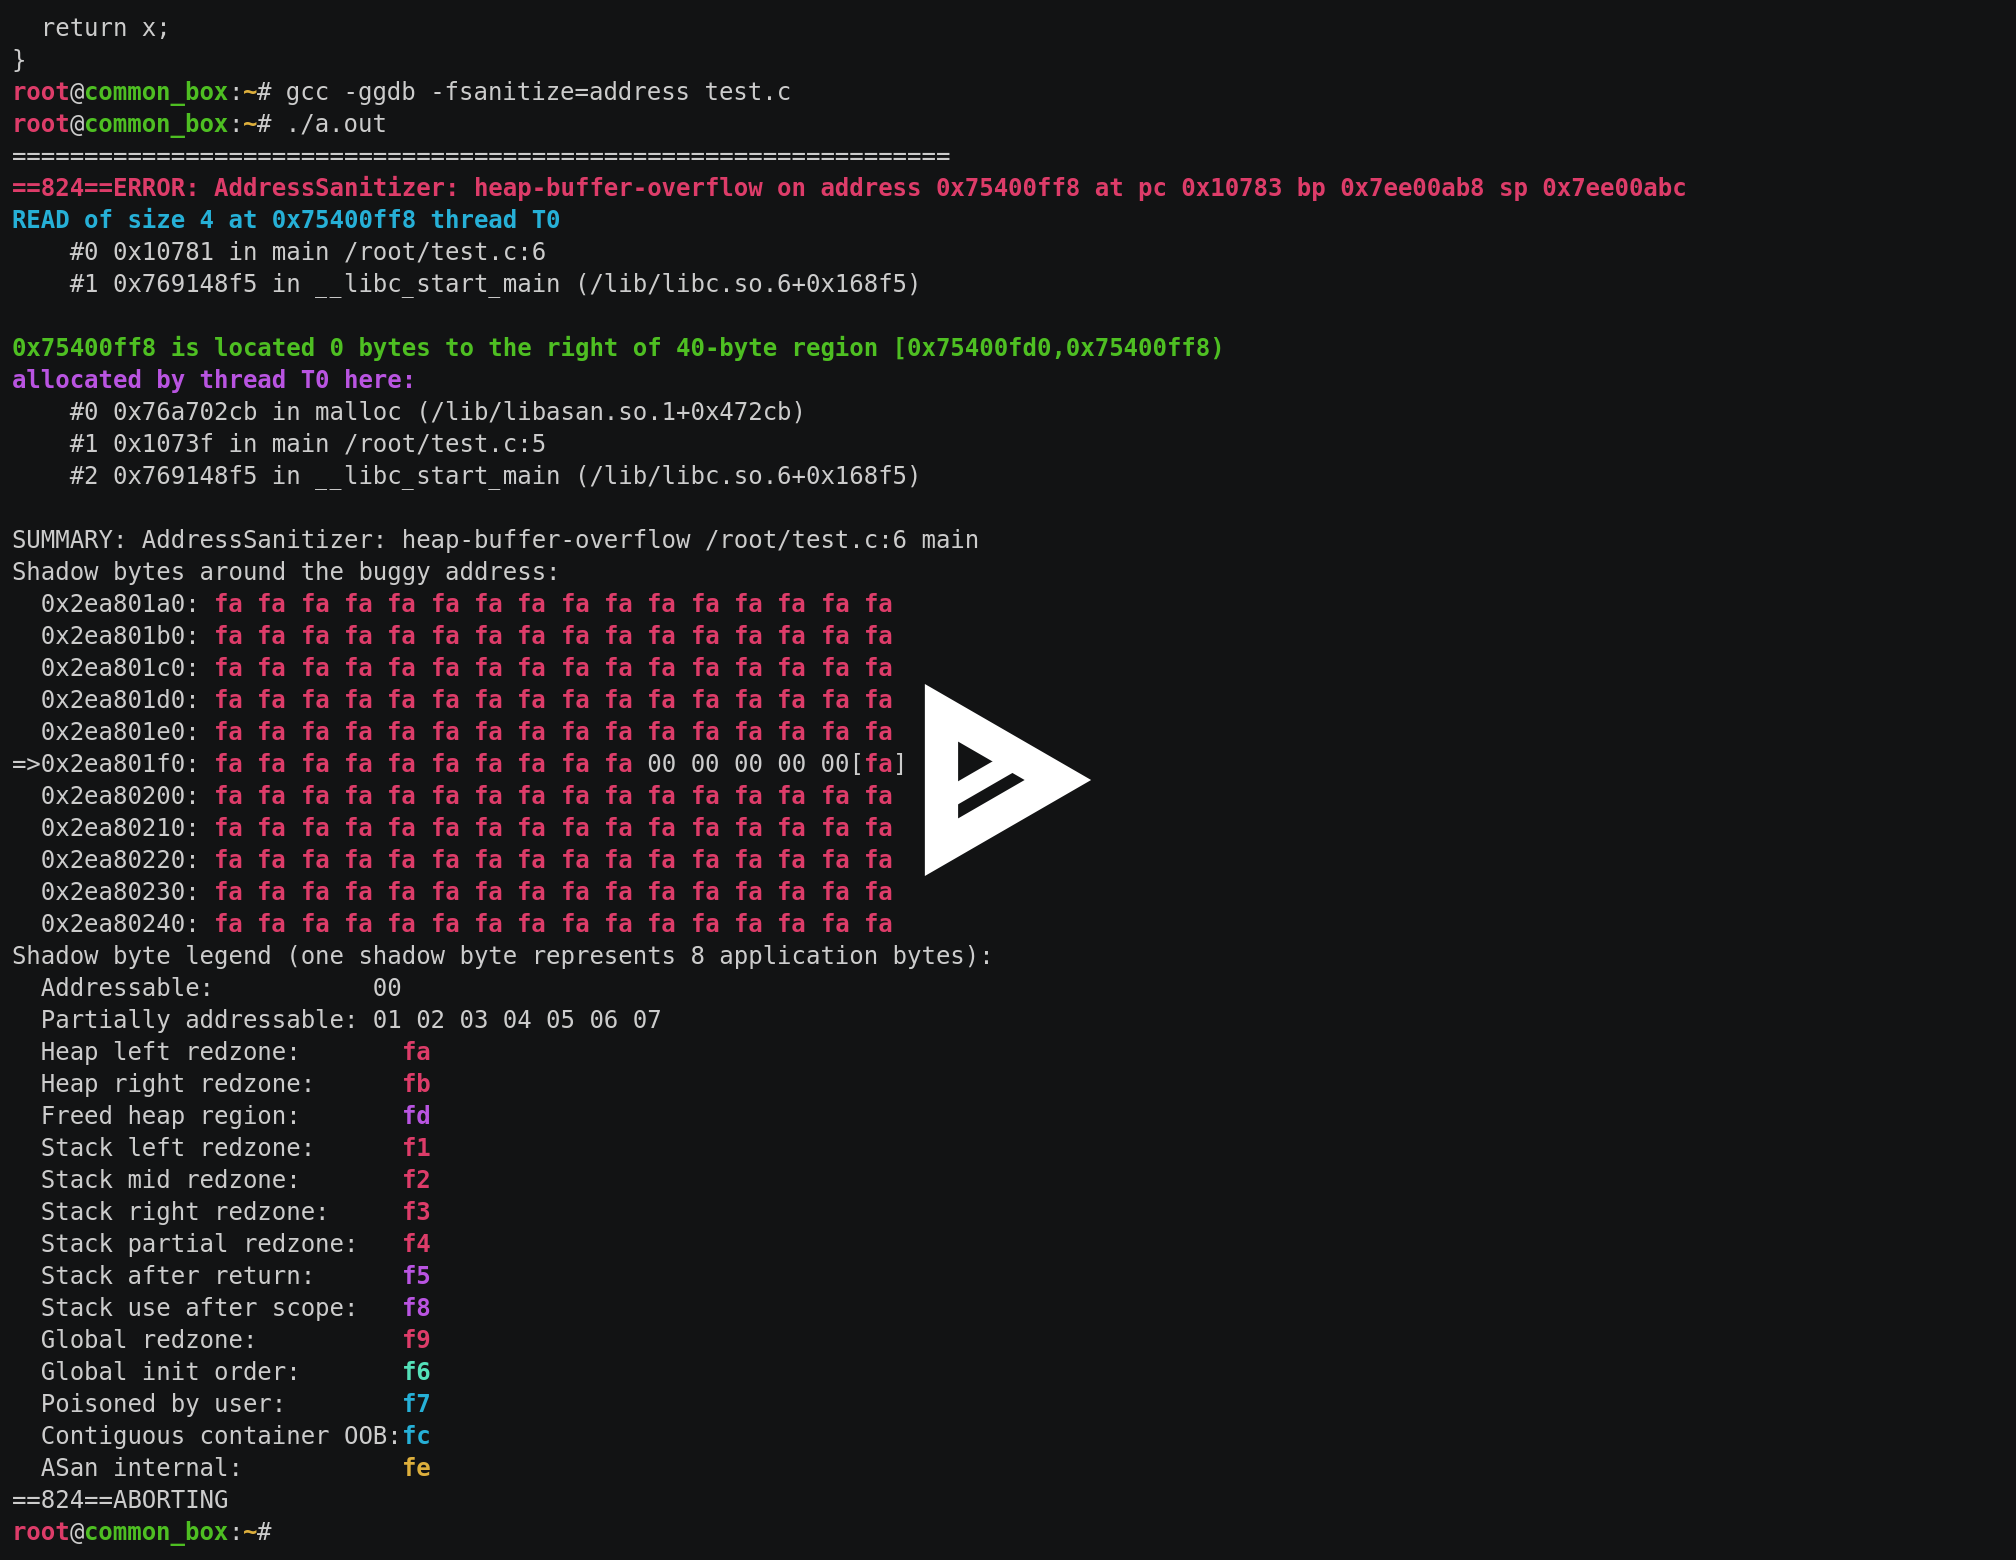 return x;
}
root@common_box:~# gcc -ggdb -fsanitize=address test.c
root@common_box:~# ./a.out
=================================================================
==824==ERROR: AddressSanitizer: heap-buffer-overflow on address 0x75400ff8 at pc 0x10783 bp 0x7ee00ab8 sp 0x7ee00abc
READ of size 4 at 0x75400ff8 thread T0
    #0 0x10781 in main /root/test.c:6
    #1 0x769148f5 in __libc_start_main (/lib/libc.so.6+0x168f5)

0x75400ff8 is located 0 bytes to the right of 40-byte region [0x75400fd0,0x75400ff8)
allocated by thread T0 here:
    #0 0x76a702cb in malloc (/lib/libasan.so.1+0x472cb)
    #1 0x1073f in main /root/test.c:5
    #2 0x769148f5 in __libc_start_main (/lib/libc.so.6+0x168f5)

SUMMARY: AddressSanitizer: heap-buffer-overflow /root/test.c:6 main
Shadow bytes around the buggy address:
  0x2ea801a0: fa fa fa fa fa fa fa fa fa fa fa fa fa fa fa fa
  0x2ea801b0: fa fa fa fa fa fa fa fa fa fa fa fa fa fa fa fa
  0x2ea801c0: fa fa fa fa fa fa fa fa fa fa fa fa fa fa fa fa
  0x2ea801d0: fa fa fa fa fa fa fa fa fa fa fa fa fa fa fa fa
  0x2ea801e0: fa fa fa fa fa fa fa fa fa fa fa fa fa fa fa fa
=>0x2ea801f0: fa fa fa fa fa fa fa fa fa fa 00 00 00 00 00[fa]
  0x2ea80200: fa fa fa fa fa fa fa fa fa fa fa fa fa fa fa fa
  0x2ea80210: fa fa fa fa fa fa fa fa fa fa fa fa fa fa fa fa
  0x2ea80220: fa fa fa fa fa fa fa fa fa fa fa fa fa fa fa fa
  0x2ea80230: fa fa fa fa fa fa fa fa fa fa fa fa fa fa fa fa
  0x2ea80240: fa fa fa fa fa fa fa fa fa fa fa fa fa fa fa fa
Shadow byte legend (one shadow byte represents 8 application bytes):
  Addressable:           00
  Partially addressable: 01 02 03 04 05 06 07
  Heap left redzone:       fa
  Heap right redzone:      fb
  Freed heap region:       fd
  Stack left redzone:      f1
  Stack mid redzone:       f2
  Stack right redzone:     f3
  Stack partial redzone:   f4
  Stack after return:      f5
  Stack use after scope:   f8
  Global redzone:          f9
  Global init order:       f6
  Poisoned by user:        f7
  Contiguous container OOB:fc
  ASan internal:           fe
==824==ABORTING
root@common_box:~#